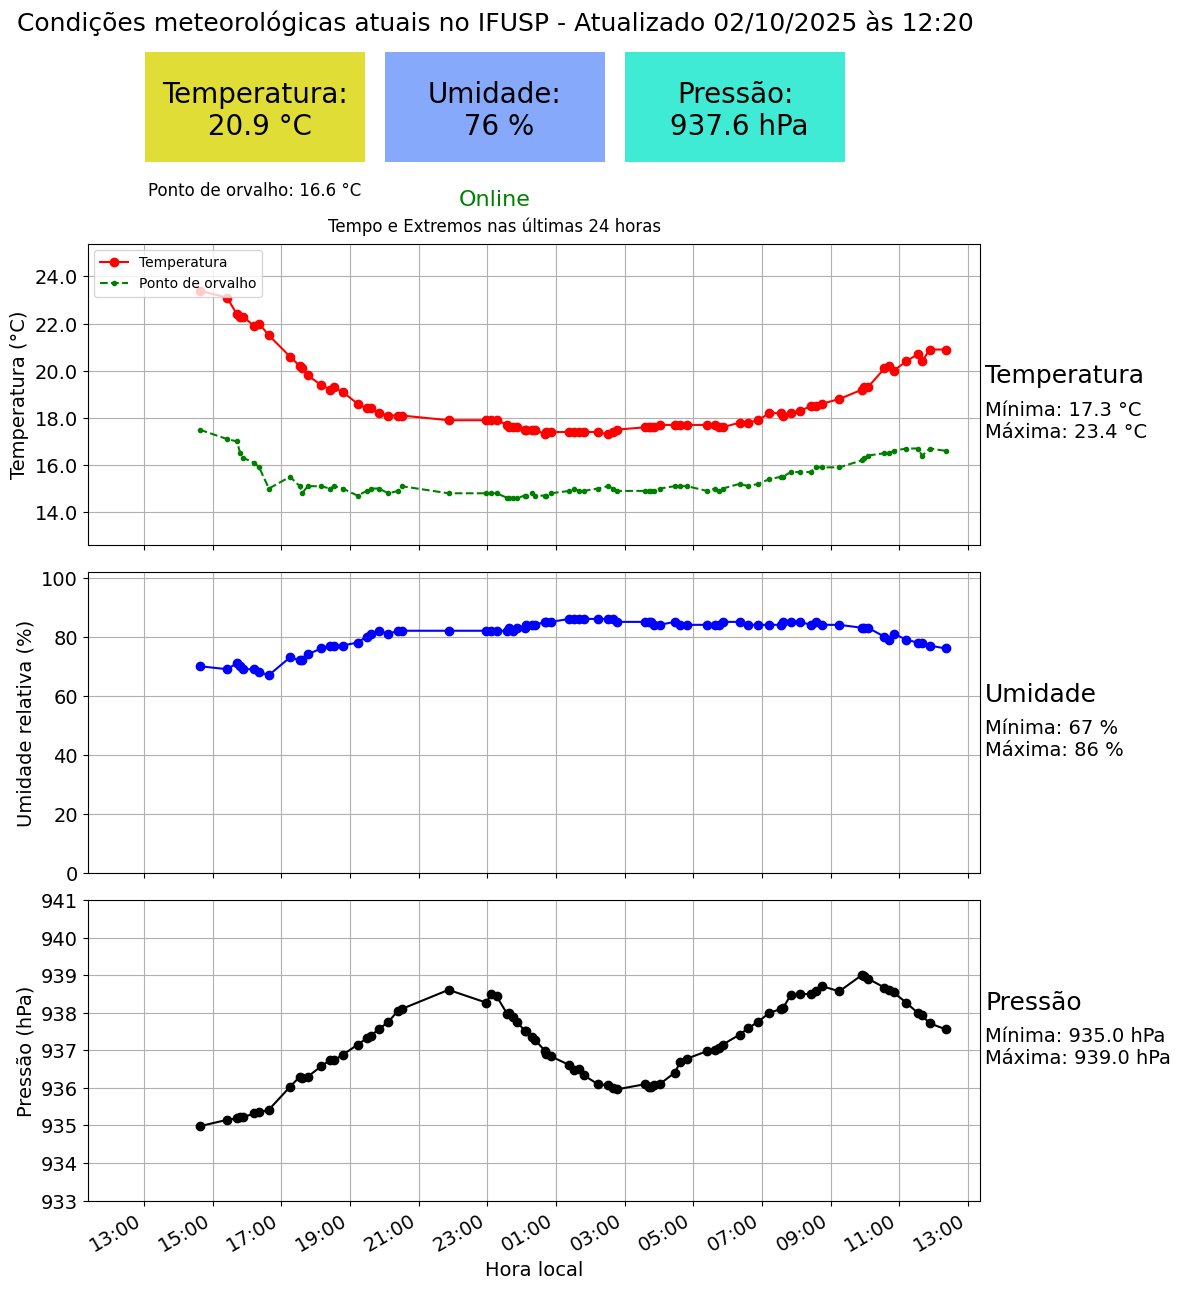 Condições meteorológicas atuais no IFUSP - Atualizado 02/10/2025 às 12:20
Temperatura:
20.9 °C
Umidade:
76 %
Pressão:
937.6 hPa
Ponto de orvalho: 16.6 °C
Online
Tempo e Extremos nas últimas 24 horas
Temperatura
Ponto de orvalho
Temperatura (°C)
24.0
22.0
20.0
18.0
16.0
14.0
Temperatura
Mínima: 17.3 °C
Máxima: 23.4 °C
Umidade relativa (%)
100
80
60
40
20
0
Umidade
Mínima: 67 %
Máxima: 86 %
Pressão (hPa)
941
940
939
938
937
936
935
934
933
Pressão
Mínima: 935.0 hPa
Máxima: 939.0 hPa
13:00 15:00 17:00 19:00 21:00 23:00 01:00 03:00 05:00 07:00 09:00 11:00 13:00
Hora local